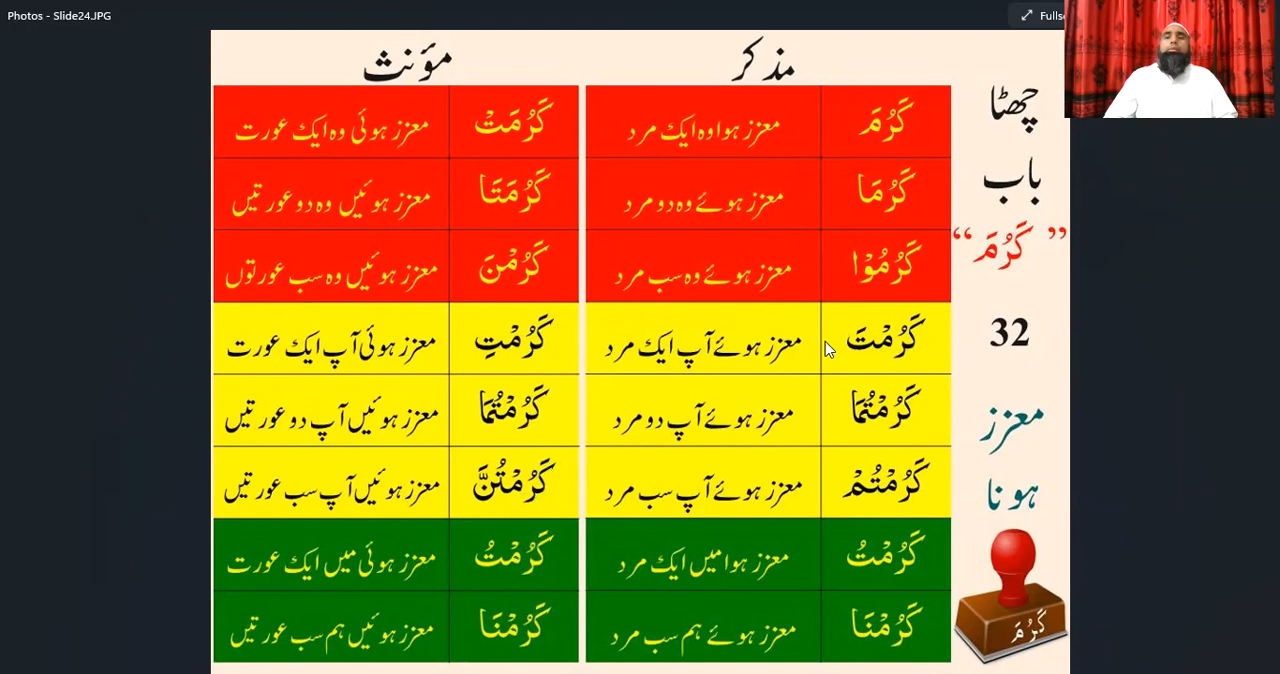 Photos - Slide24.JPG
Fulls
مذکر
مؤنث
كَرُمَ
معزز ہوا وہ ایک مرد
كَرُمَتْ
معزز ہوئی وہ ایک عورت
كَرُمَا
معزز ہوئے وہ دو مرد
كَرُمَتَا
معزز ہوئیں وہ دو عورتیں
كَرُمُوْا
معزز ہوئے وہ سب مرد
كَرُمْنَ
معزز ہوئیں وہ سب عورتوں
كَرُمْتَ
معزز ہوئے آپ ایک مرد
كَرُمْتِ
معزز ہوئی آپ ایک عورت
كَرُمْتُمَا
معزز ہوئے آپ دو مرد
كَرُمْتُمَا
معزز ہوئیں آپ دو عورتیں
كَرُمْتُمْ
معزز ہوئے آپ سب مرد
كَرُمْتُنَّ
معزز ہوئیں آپ سب عورتیں
كَرُمْتُ
معزز ہوا میں ایک مرد
كَرُمْتُ
معزز ہوئی میں ایک عورت
كَرُمْنَا
معزز ہوئے ہم سب مرد
كَرُمْنَا
معزز ہوئیں ہم سب عورتیں
چھٹا
باب
”كَرُمَ“
32
معزز
ہونا
كَرُمَ